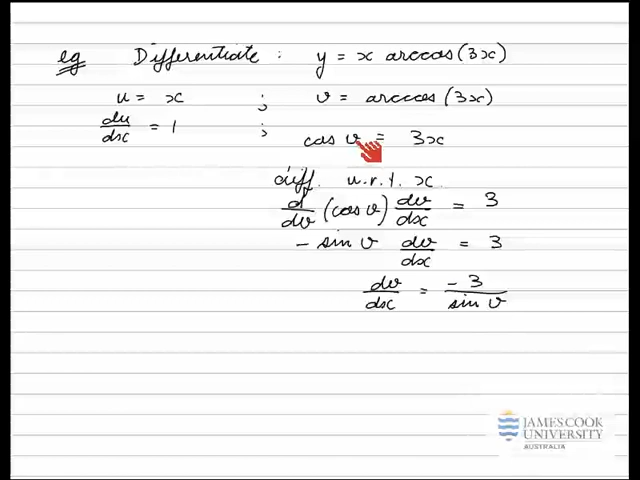 eg Differentiate : y = x arccos(3x)
u = x ; v = arccos(3x)
du/dx = 1 ; cos v = 3x
diff. w.r.t. x
d/dv (cos v) dv/dx = 3
- sin v dv/dx = 3
dv/dx = -3/sin v
JAMES COOK
UNIVERSITY
AUSTRALIA